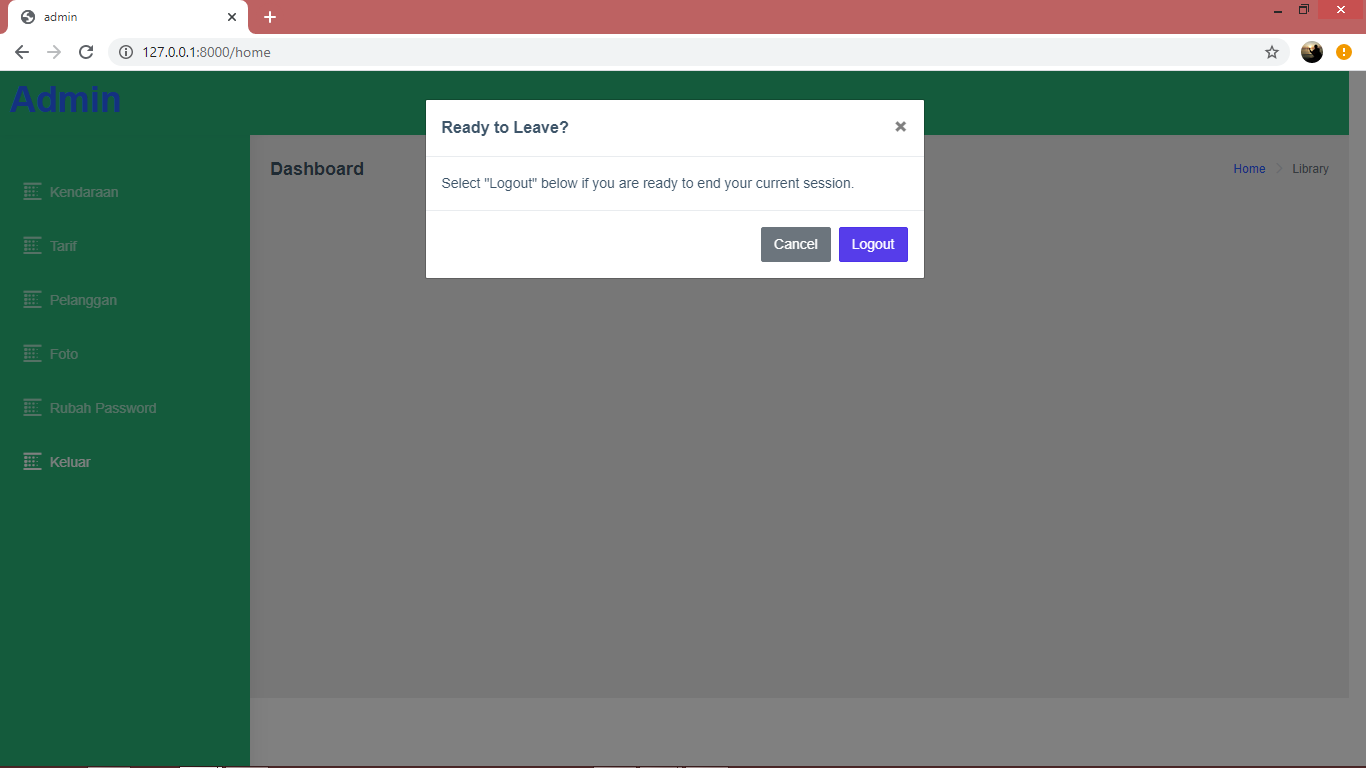 admin
127.0.0.1:8000/home
Admin
Ready to Leave?
Select "Logout" below if you are ready to end your current session.
Cancel Logout
Dashboard
Home Library
Kendaraan
Tarif
Pelanggan
Foto
Rubah Password
Keluar